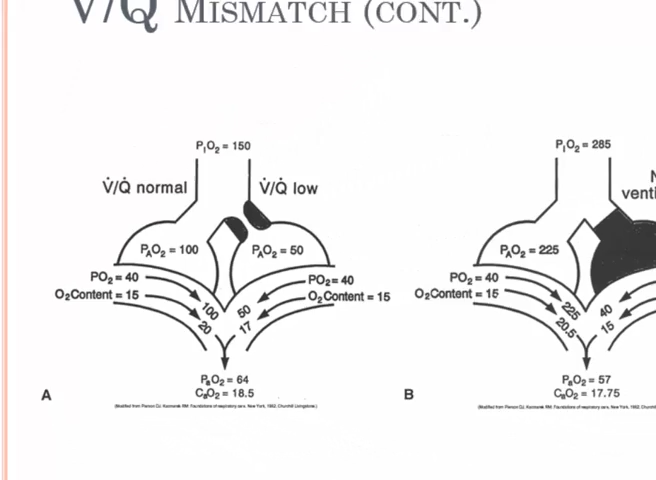 V/Q MISMATCH (CONT.)
PIO2 = 150
V̇/Q̇ normal
V̇/Q̇ low
PAO2 = 100
PAO2 = 50
PO2 = 40
O2Content = 15
100
20
50
17
PO2 = 40
O2Content = 15
PaO2 = 64
CaO2 = 18.5
A
PIO2 = 285
N
venti
PAO2 = 225
PO2 = 40
O2Content = 15
225
20.5
40
15
PaO2 = 57
CaO2 = 17.75
B